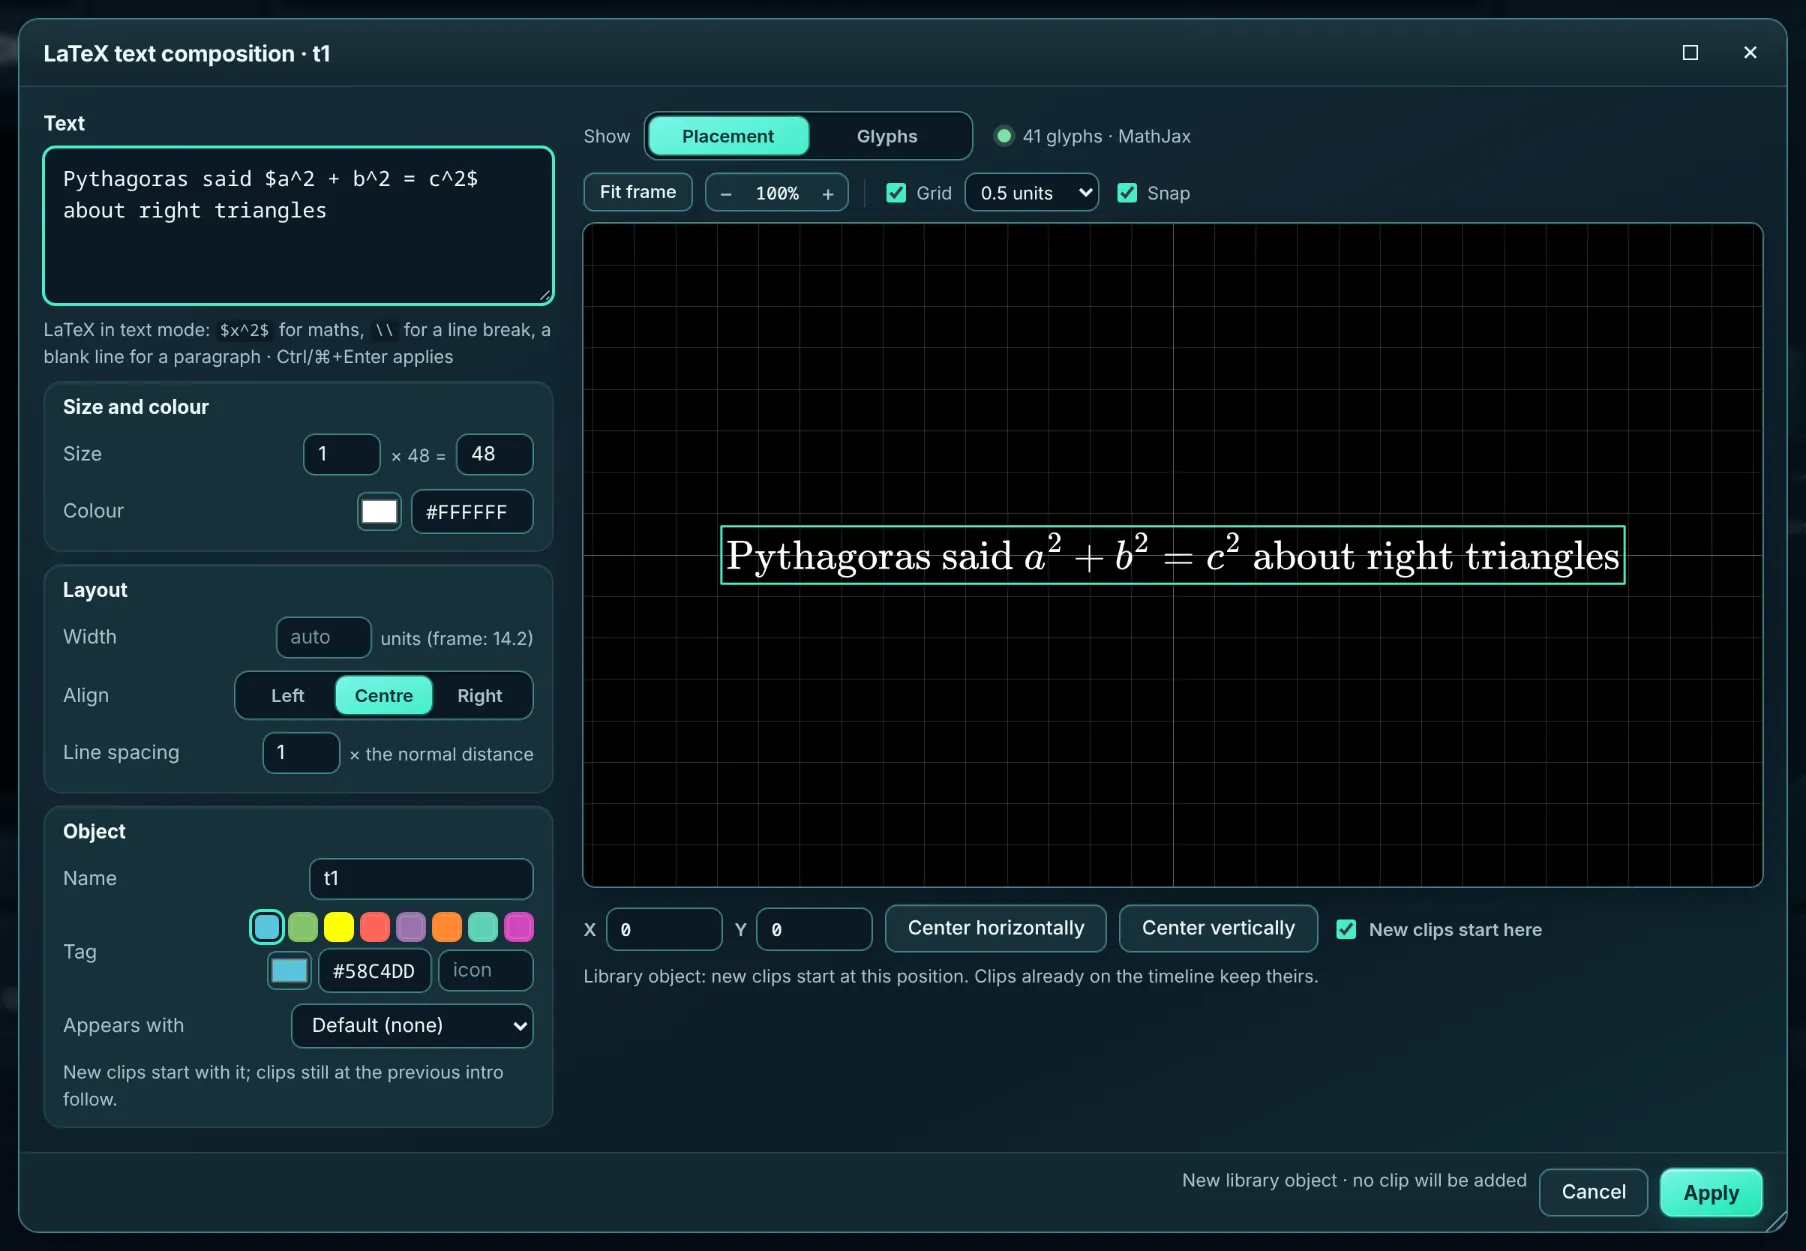 LaTeX text composition · t1
Text
Pythagoras said $a^2 + b^2 = c^2$
about right triangles
LaTeX in text mode: $x^2$ for maths, \\ for a line break, a
blank line for a paragraph · Ctrl/⌘+Enter applies
Size and colour
Size 1 × 48 = 48
Colour #FFFFFF
Layout
Width auto units (frame: 14.2)
Align Left Centre Right
Line spacing 1 × the normal distance
Object
Name t1
Tag
#58C4DD icon
Appears with Default (none)
New clips start with it; clips still at the previous intro
follow.
Show Placement Glyphs 41 glyphs · MathJax
Fit frame − 100% + Grid 0.5 units Snap
Pythagoras said a² + b² = c² about right triangles
X 0 Y 0 Center horizontally Center vertically New clips start here
Library object: new clips start at this position. Clips already on the timeline keep theirs.
New library object · no clip will be added Cancel Apply